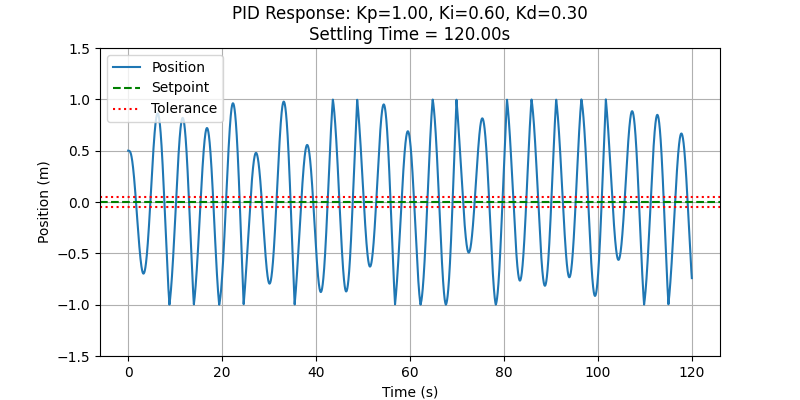 PID Response: Kp=1.00, Ki=0.60, Kd=0.30
Settling Time = 120.00s
Position
Setpoint
Tolerance
1.5
1.0
0.5
0.0
−0.5
−1.0
−1.5
Position (m)
0 20 40 60 80 100 120
Time (s)